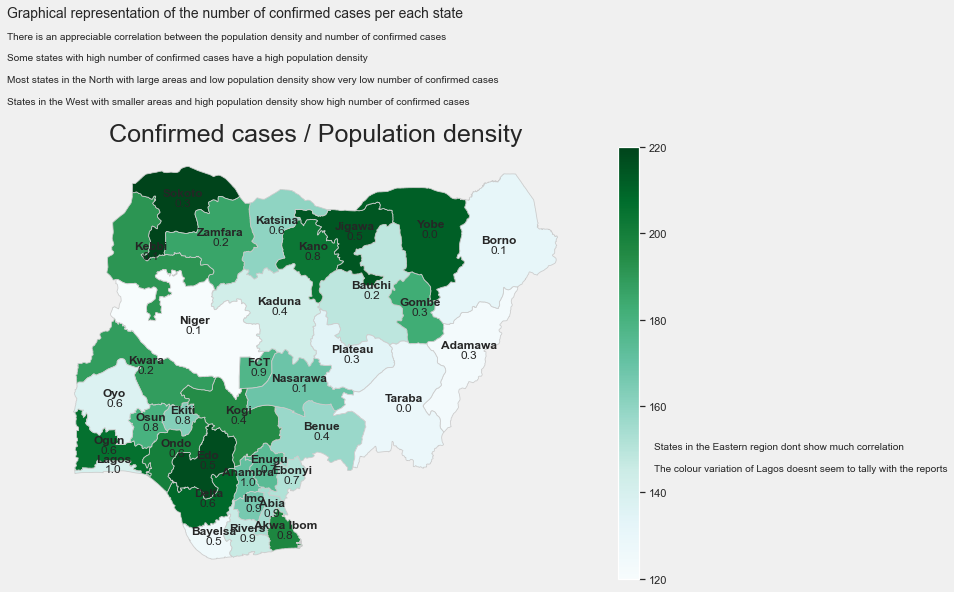 Graphical representation of the number of confirmed cases per each state
There is an appreciable correlation between the population density and number of confirmed cases
Some states with high number of confirmed cases have a high population density
Most states in the North with large areas and low population density show very low number of confirmed cases
States in the West with smaller areas and high population density show high number of confirmed cases
Confirmed cases / Population density
220
200
180
160
140
120
Sokoto
Kebbi
Zamfara
0.2
Katsina
0.6
Kano
0.8
Jigawa
0.5
Yobe
0.0
Borno
0.1
Bauchi
0.2
Gombe
0.3
Kaduna
0.4
Niger
0.1
Adamawa
0.3
Plateau
0.3
FCT
0.9
Kwara
0.2
Nasarawa
0.1
Taraba
0.0
Oyo
0.6
Osun
0.8
Ekiti
0.8
Kogi
0.4
Benue
0.4
Ogun
0.6
Lagos
1.0
Ondo
Edo
Enugu
Anambra
1.0
Ebonyi
0.7
Delta
0.6
Imo
0.9
Abia
0.9
Bayelsa
0.5
Rivers
0.9
Akwa Ibom
0.8
States in the Eastern region dont show much correlation
The colour variation of Lagos doesnt seem to tally with the reports